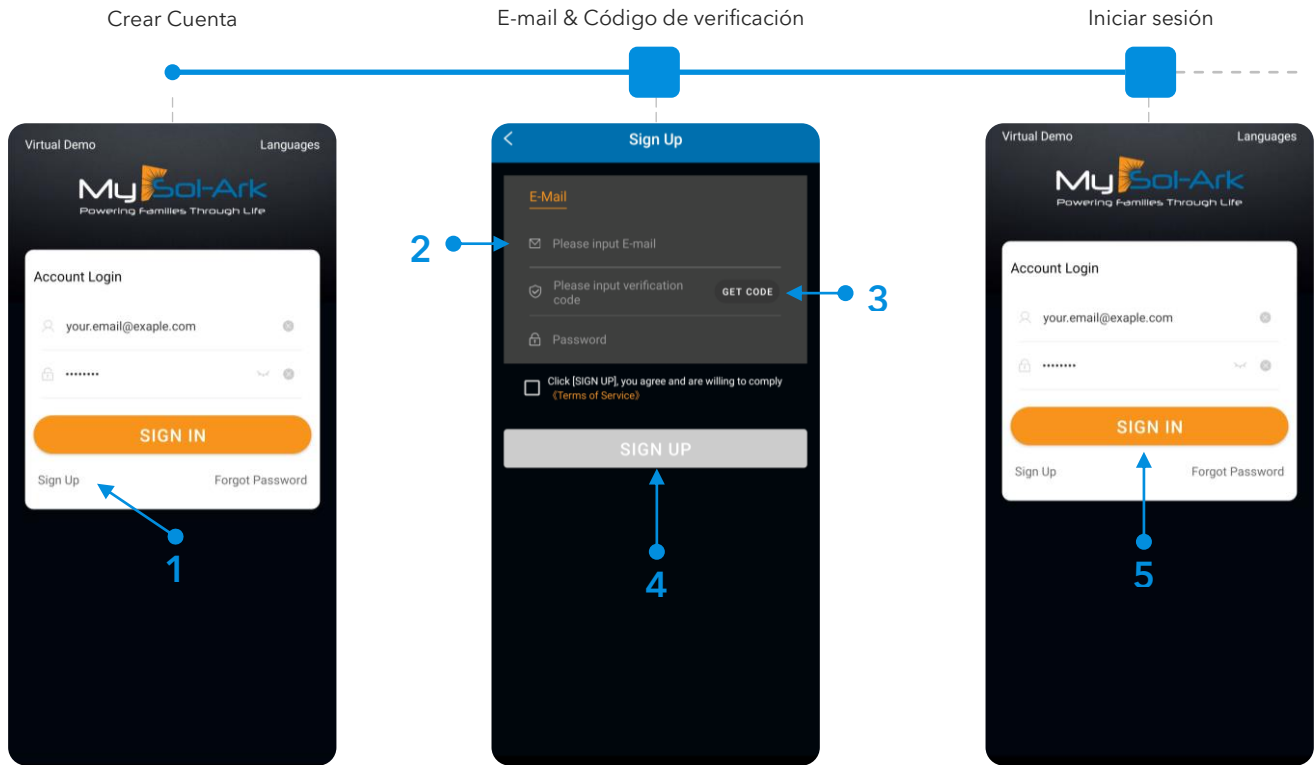 Crear Cuenta
E-mail & Código de verificación
Iniciar sesión
Virtual Demo
Languages
My Sol-Ark
Powering Families Through Life
Account Login
your.email@exaple.com
••••••••
SIGN IN
Sign Up
Forgot Password
1
Sign Up
E-Mail
2
Please input E-mail
Please input verification
code
GET CODE
3
Password
Click [SIGN UP], you agree and are willing to comply
《Terms of Service》
SIGN UP
4
Virtual Demo
Languages
My Sol-Ark
Powering Families Through Life
Account Login
your.email@exaple.com
••••••••
SIGN IN
Sign Up
Forgot Password
5